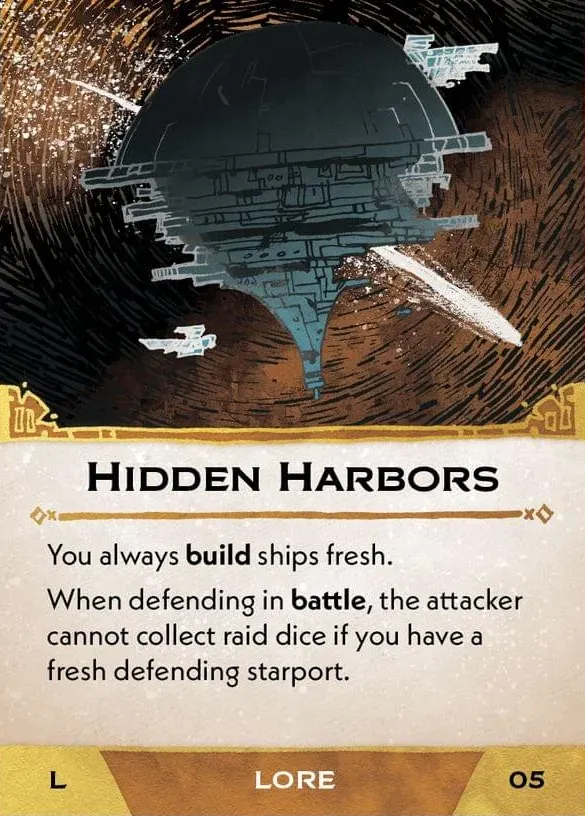 HIDDEN HARBORS
You always build ships fresh.
When defending in battle, the attacker
cannot collect raid dice if you have a
fresh defending starport.
L
LORE
05